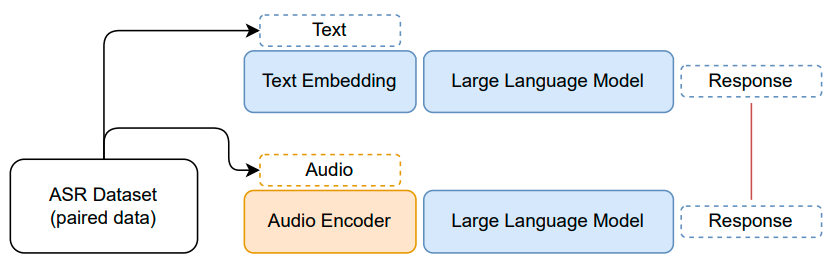 Text
Text Embedding
Large Language Model
Response
Audio
ASR Dataset
(paired data)
Audio Encoder
Large Language Model
Response